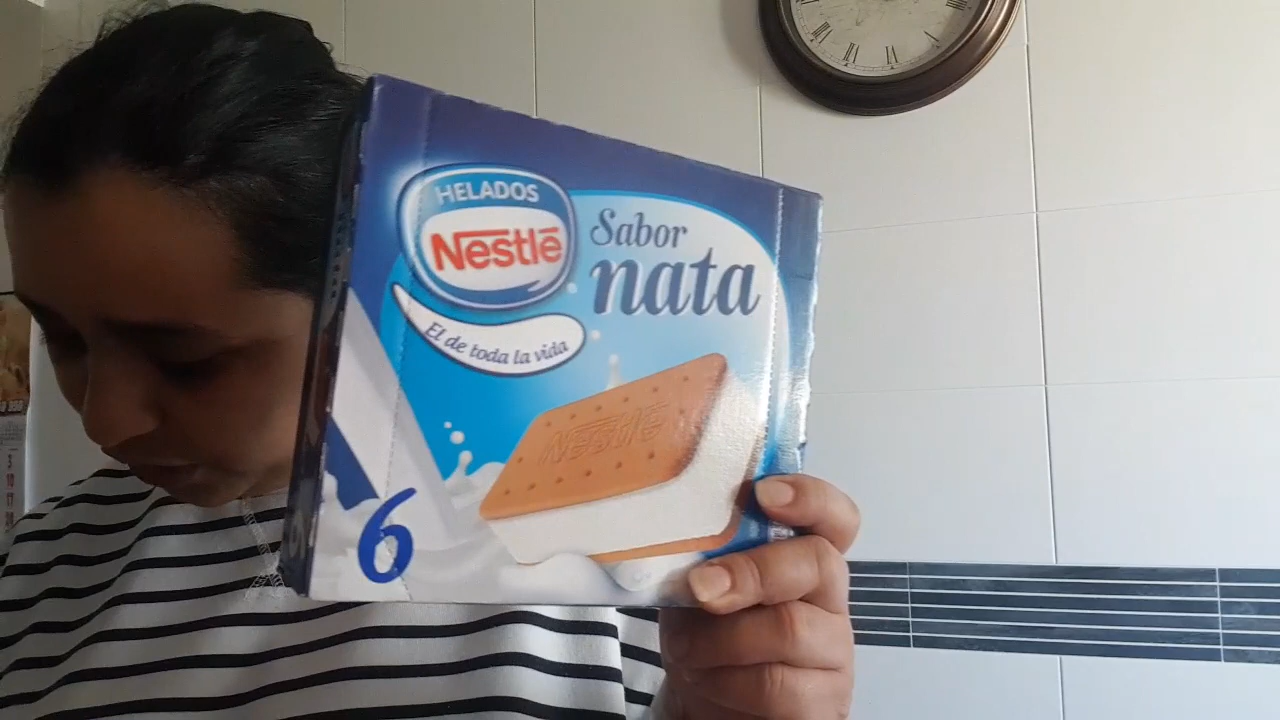 HELADOS
Nestlé
Sabor
nata
El de toda la vida
Nestlé
6